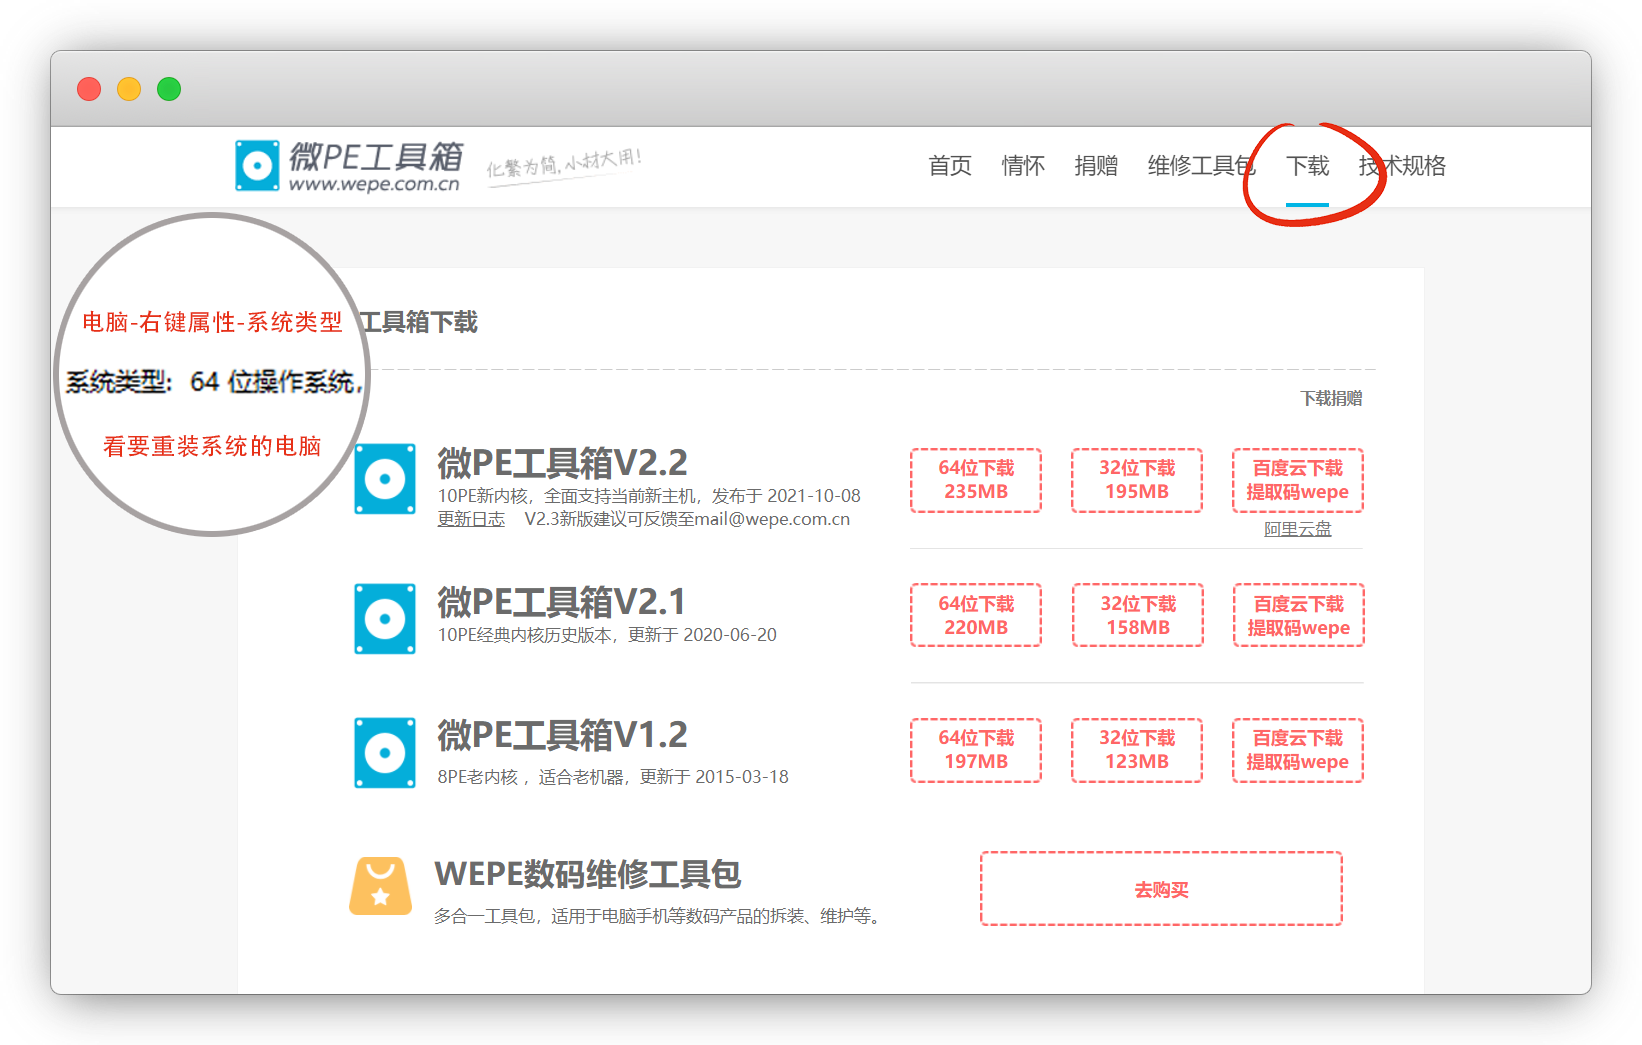 微PE工具箱
www.wepe.com.cn
化繁为简,小材大用!
首页 情怀 捐赠 维修工具包 下载 技术规格
电脑-右键属性-系统类型
工具箱下载
系统类型: 64 位操作系统,
下载捐赠
看要重装系统的电脑
微PE工具箱V2.2
10PE新内核，全面支持当前新主机，发布于 2021-10-08
更新日志 V2.3新版建议可反馈至mail@wepe.com.cn
64位下载
235MB
32位下载
195MB
百度云下载
提取码wepe
阿里云盘
微PE工具箱V2.1
10PE经典内核历史版本，更新于 2020-06-20
64位下载
220MB
32位下载
158MB
百度云下载
提取码wepe
微PE工具箱V1.2
8PE老内核 ，适合老机器，更新于 2015-03-18
64位下载
197MB
32位下载
123MB
百度云下载
提取码wepe
WEPE数码维修工具包
多合一工具包，适用于电脑手机等数码产品的拆装、维护等。
去购买